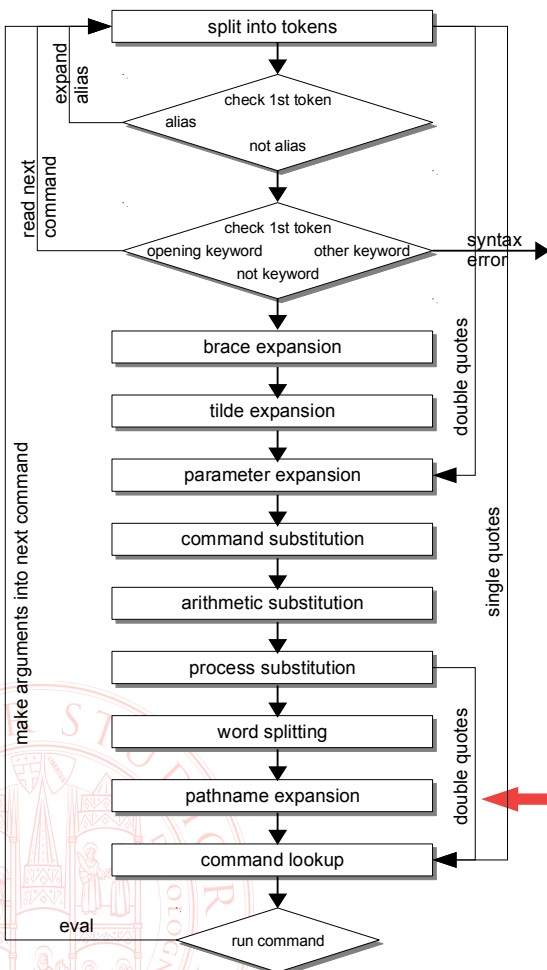 split into tokens
expand
alias
check 1st token
alias
not alias
read next
command
check 1st token
opening keyword
other keyword
not keyword
syntax
error
brace expansion
double quotes
tilde expansion
parameter expansion
command substitution
single quotes
arithmetic substitution
make arguments into next command
process substitution
word splitting
double quotes
pathname expansion
command lookup
eval
run command